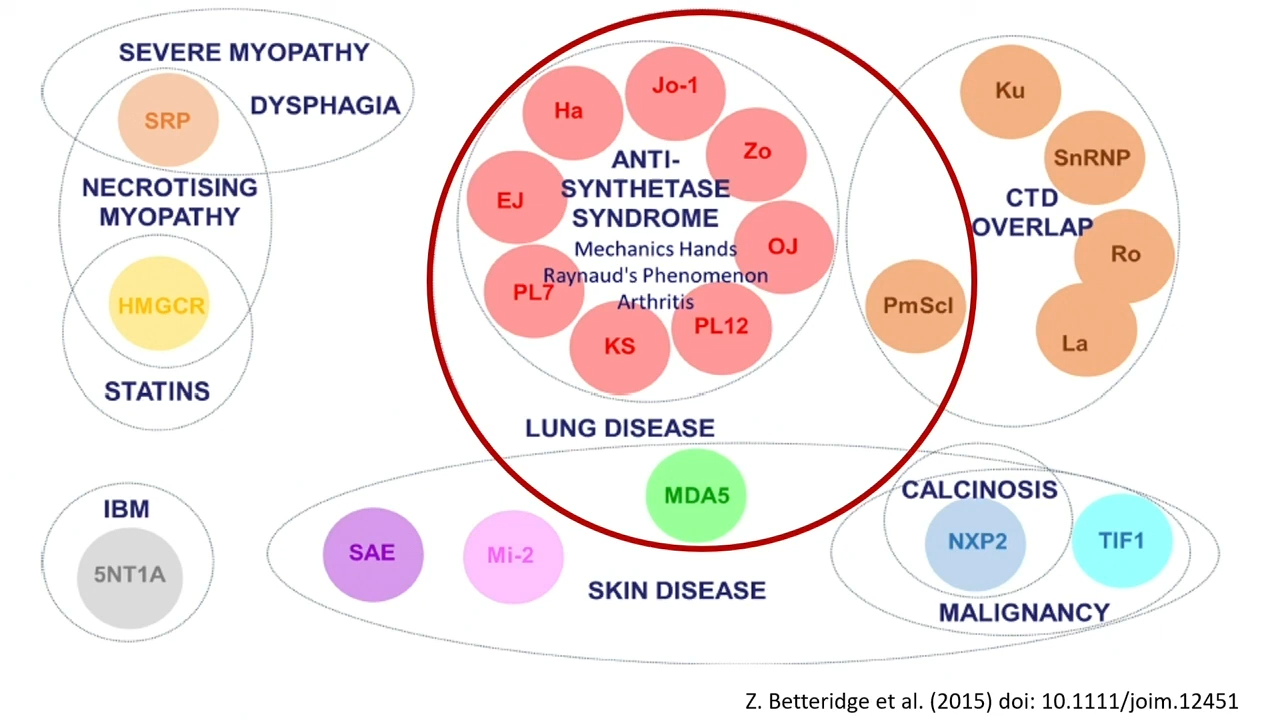 SEVERE MYOPATHY
DYSPHAGIA
SRP
NECROTISING
MYOPATHY
HMGCR
STATINS
IBM
5NT1A
Ha
Jo-1
Zo
EJ
OJ
PL7
KS
PL12
ANTI-
SYNTHETASE
SYNDROME
Mechanics Hands
Raynaud's Phenomenon
Arthritis
LUNG DISEASE
MDA5
Ku
SnRNP
CTD
OVERLAP
Ro
La
PmScl
SAE
Mi-2
SKIN DISEASE
CALCINOSIS
NXP2
TIF1
MALIGNANCY
Z. Betteridge et al. (2015) doi: 10.1111/joim.12451